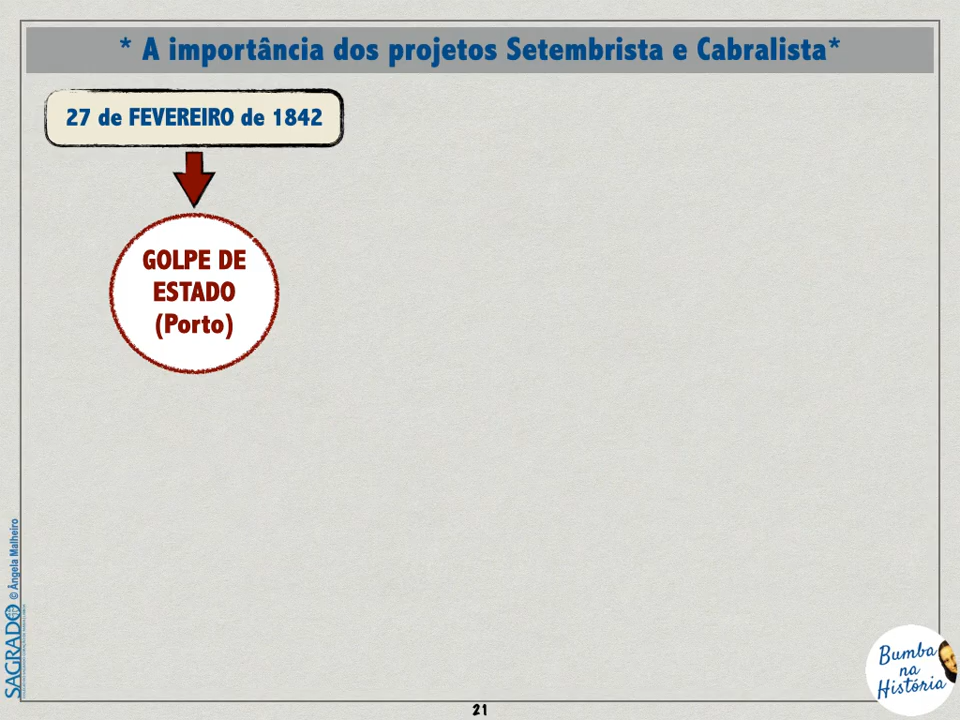 * A importância dos projetos Setembrista e Cabralista*
27 de FEVEREIRO de 1842
GOLPE DE
ESTADO
(Porto)
© Ângela Malheiro
SAGRADO
Bumba
na
História
21